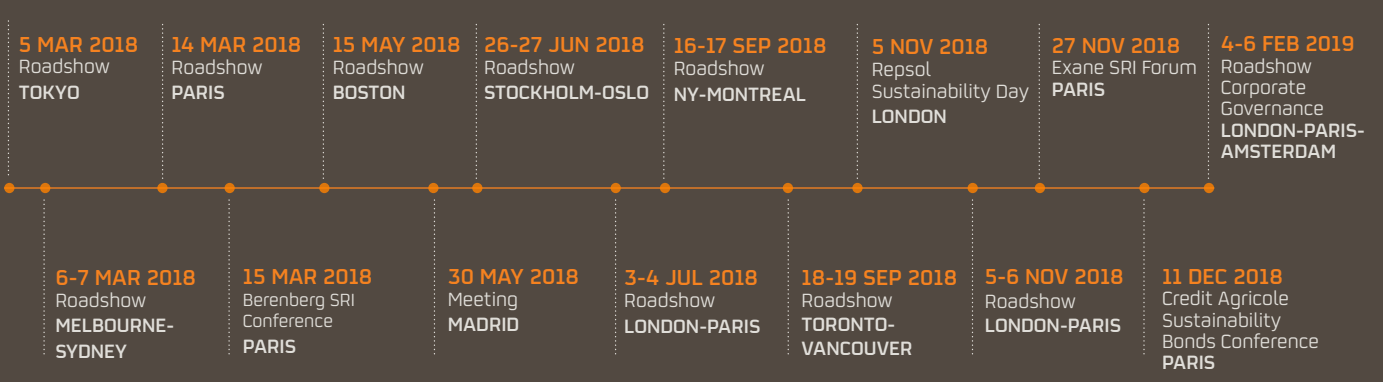 5 MAR 2018
Roadshow
TOKYO
14 MAR 2018
Roadshow
PARIS
15 MAY 2018
Roadshow
BOSTON
26-27 JUN 2018
Roadshow
STOCKHOLM-OSLO
16-17 SEP 2018
Roadshow
NY-MONTREAL
5 NOV 2018
Repsol
Sustainability Day
LONDON
27 NOV 2018
Exane SRI Forum
PARIS
4-6 FEB 2019
Roadshow
Corporate
Governance
LONDON-PARIS-
AMSTERDAM
6-7 MAR 2018
Roadshow
MELBOURNE-
SYDNEY
15 MAR 2018
Berenberg SRI
Conference
PARIS
30 MAY 2018
Meeting
MADRID
3-4 JUL 2018
Roadshow
LONDON-PARIS
18-19 SEP 2018
Roadshow
TORONTO-
VANCOUVER
5-6 NOV 2018
Roadshow
LONDON-PARIS
11 DEC 2018
Credit Agricole
Sustainability
Bonds Conference
PARIS